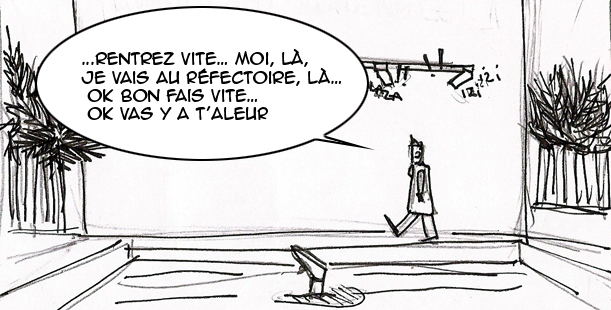 ...RENTREZ VITE... MOI, LÀ,
JE VAIS AU RÉFECTOIRE, LÀ...
OK BON FAIS VITE...
OK VAS Y A T'ALEUR